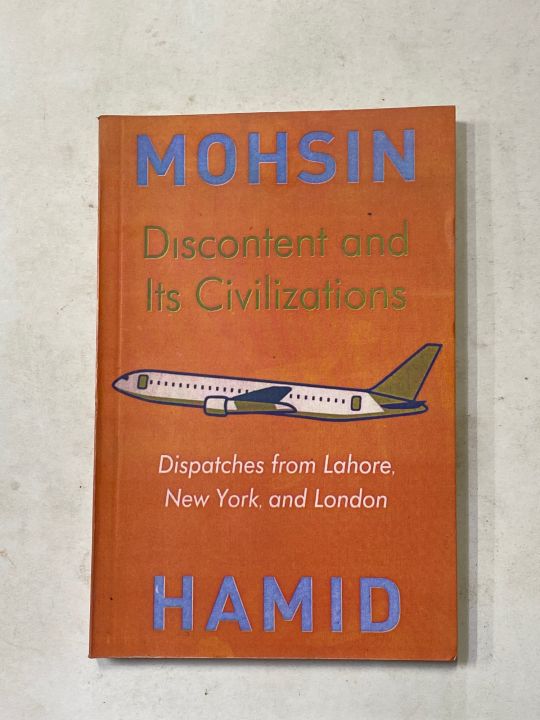 MOHSIN
Discontent and
Its Civilizations
Dispatches from Lahore,
New York, and London
HAMID